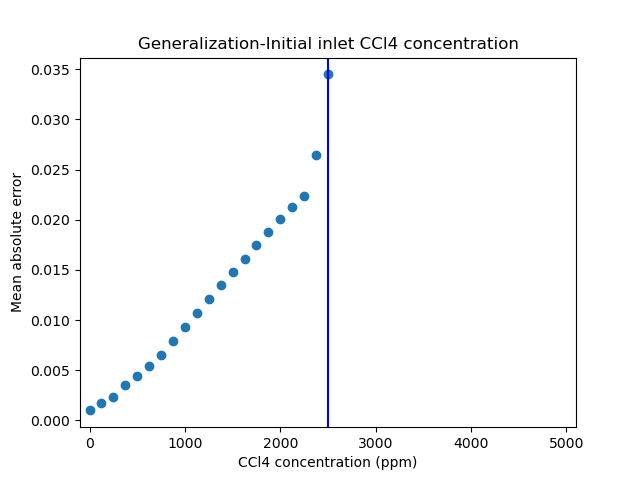 Generalization-Initial inlet CCl4 concentration
0.035
0.030
0.025
0.020
0.015
0.010
0.005
0.000
Mean absolute error
0 1000 2000 3000 4000 5000
CCl4 concentration (ppm)